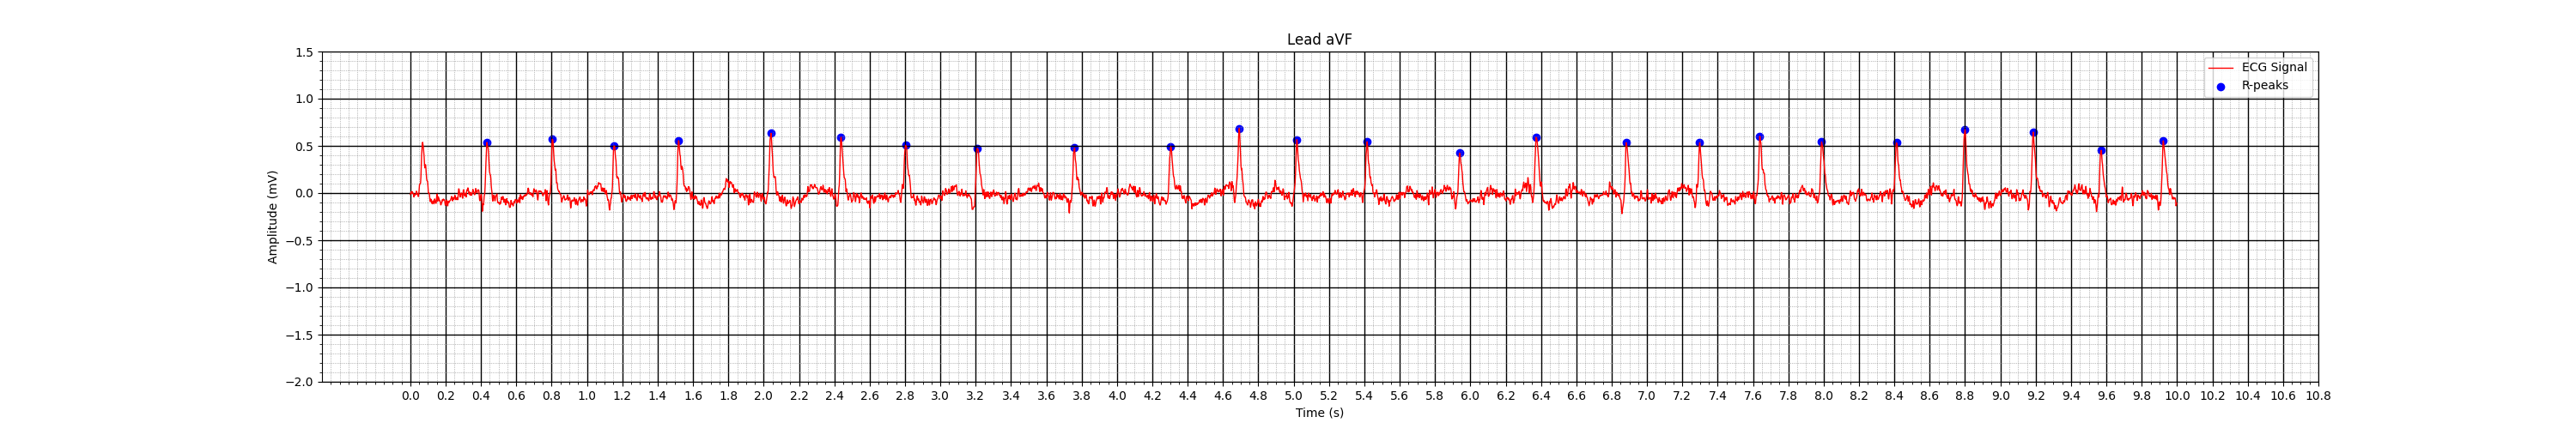 Lead aVF
1.5
1.0
0.5
0.0
−0.5
−1.0
−1.5
−2.0
Amplitude (mV)
ECG Signal
R-peaks
0.0 0.2 0.4 0.6 0.8 1.0 1.2 1.4 1.6 1.8 2.0 2.2 2.4 2.6 2.8 3.0 3.2 3.4 3.6 3.8 4.0 4.2 4.4 4.6 4.8 5.0 5.2 5.4 5.6 5.8 6.0 6.2 6.4 6.6 6.8 7.0 7.2 7.4 7.6 7.8 8.0 8.2 8.4 8.6 8.8 9.0 9.2 9.4 9.6 9.8 10.0 10.2 10.4 10.6 10.8
Time (s)